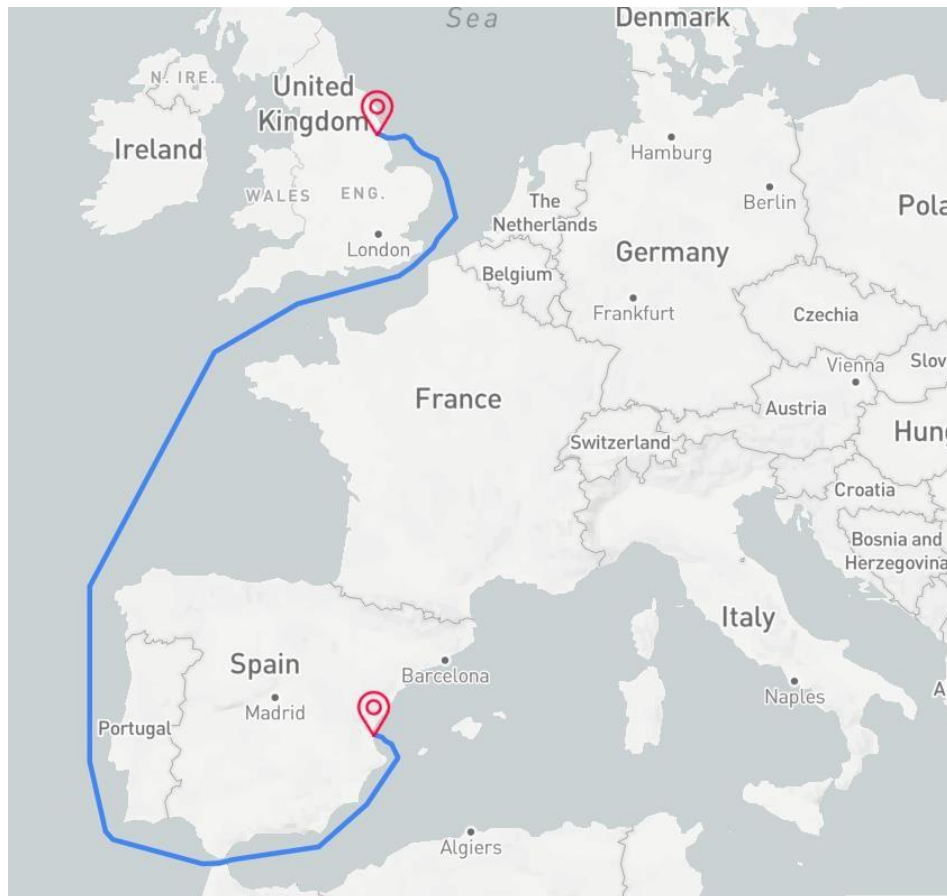 Sea
Denmark
N. IRE.
United
Kingdom
Ireland
Hamburg
WALES
ENG.
The
Netherlands
Berlin
Pola
London
Belgium
Germany
Frankfurt
Czechia
Vienna
Slov
France
Austria
Switzerland
Hung
Croatia
Bosnia and
Herzegovina
Italy
Spain
Barcelona
Madrid
Naples
Portugal
A
Algiers